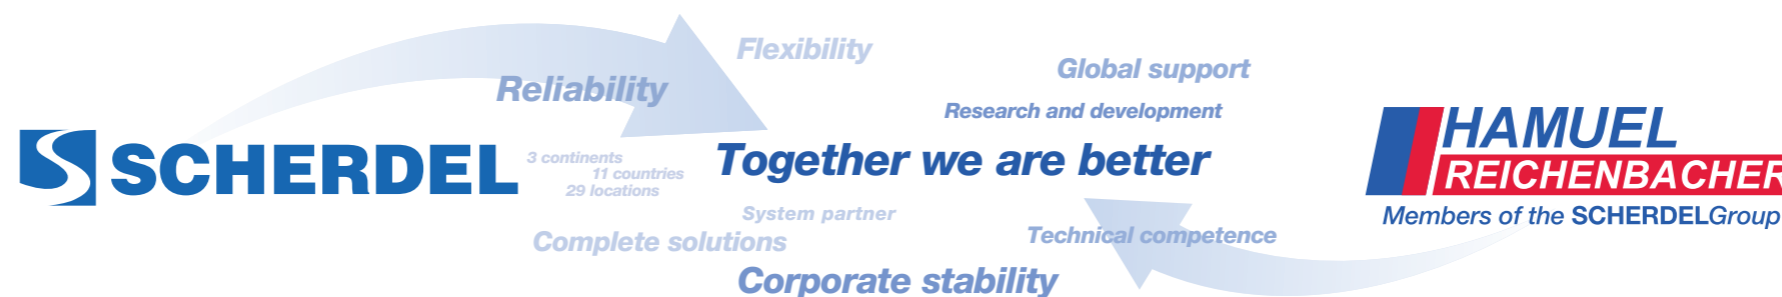 Flexibility
Global support
Reliability
Research and development
SCHERDEL
3 continents
11 countries
29 locations
Together we are better
HAMUEL
REICHENBACHER
Members of the SCHERDELGroup
System partner
Complete solutions
Technical competence
Corporate stability